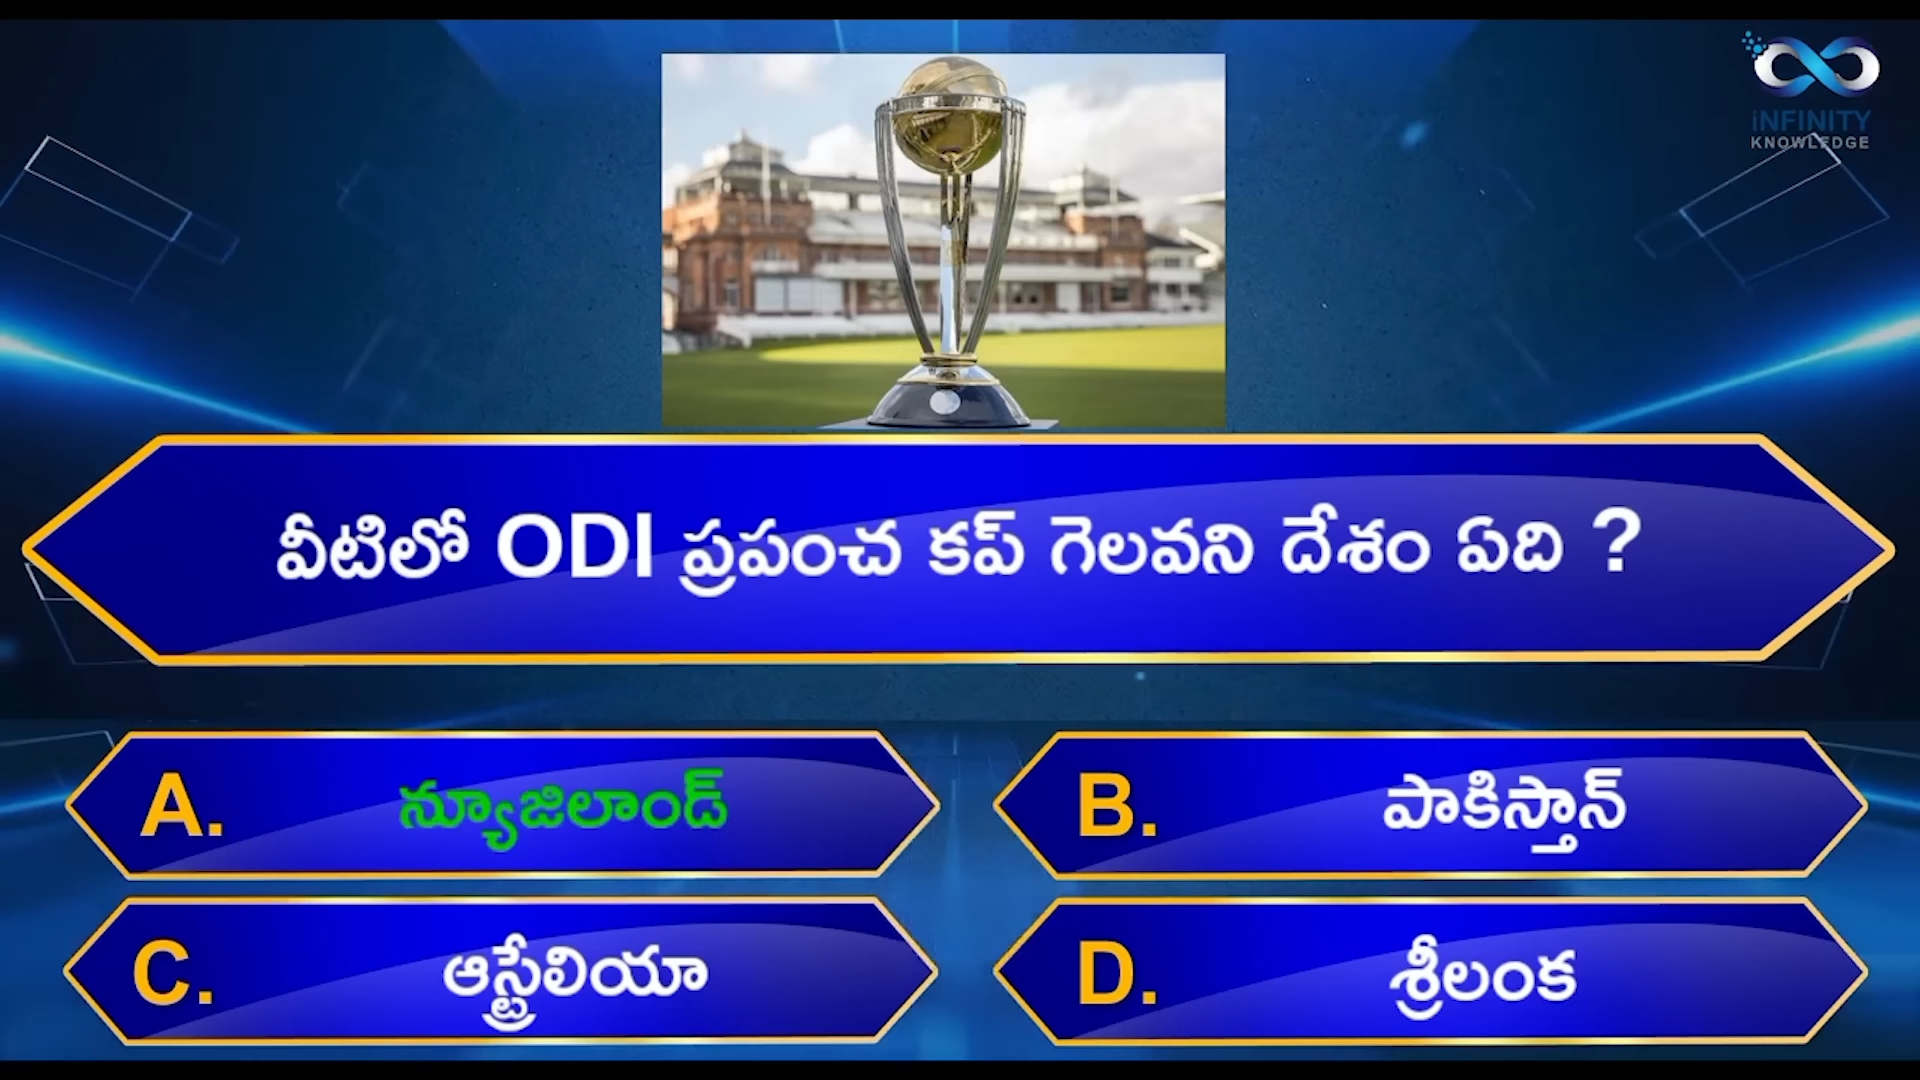 iNFINITY
KNOWLEDGE
వీటిలో ODI ప్రపంచ కప్ గెలవని దేశం ఏది ?
A. న్యూజిలాండ్
B. పాకిస్తాన్
C. ఆస్ట్రేలియా
D. శ్రీలంక